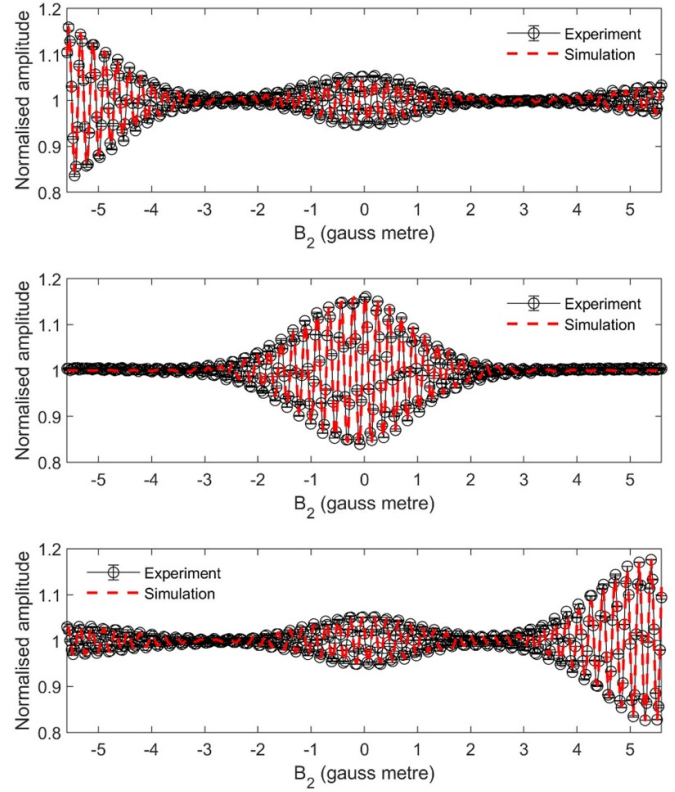 1.2
1.1
1
0.9
0.8
Normalised amplitude
Experiment
Simulation
-5 -4 -3 -2 -1 0 1 2 3 4 5
B2 (gauss metre)
1.2
1.1
1
0.9
0.8
Normalised amplitude
Experiment
Simulation
-5 -4 -3 -2 -1 0 1 2 3 4 5
B2 (gauss metre)
1.2
1.1
1
0.9
0.8
Normalised amplitude
Experiment
Simulation
-5 -4 -3 -2 -1 0 1 2 3 4 5
B2 (gauss metre)